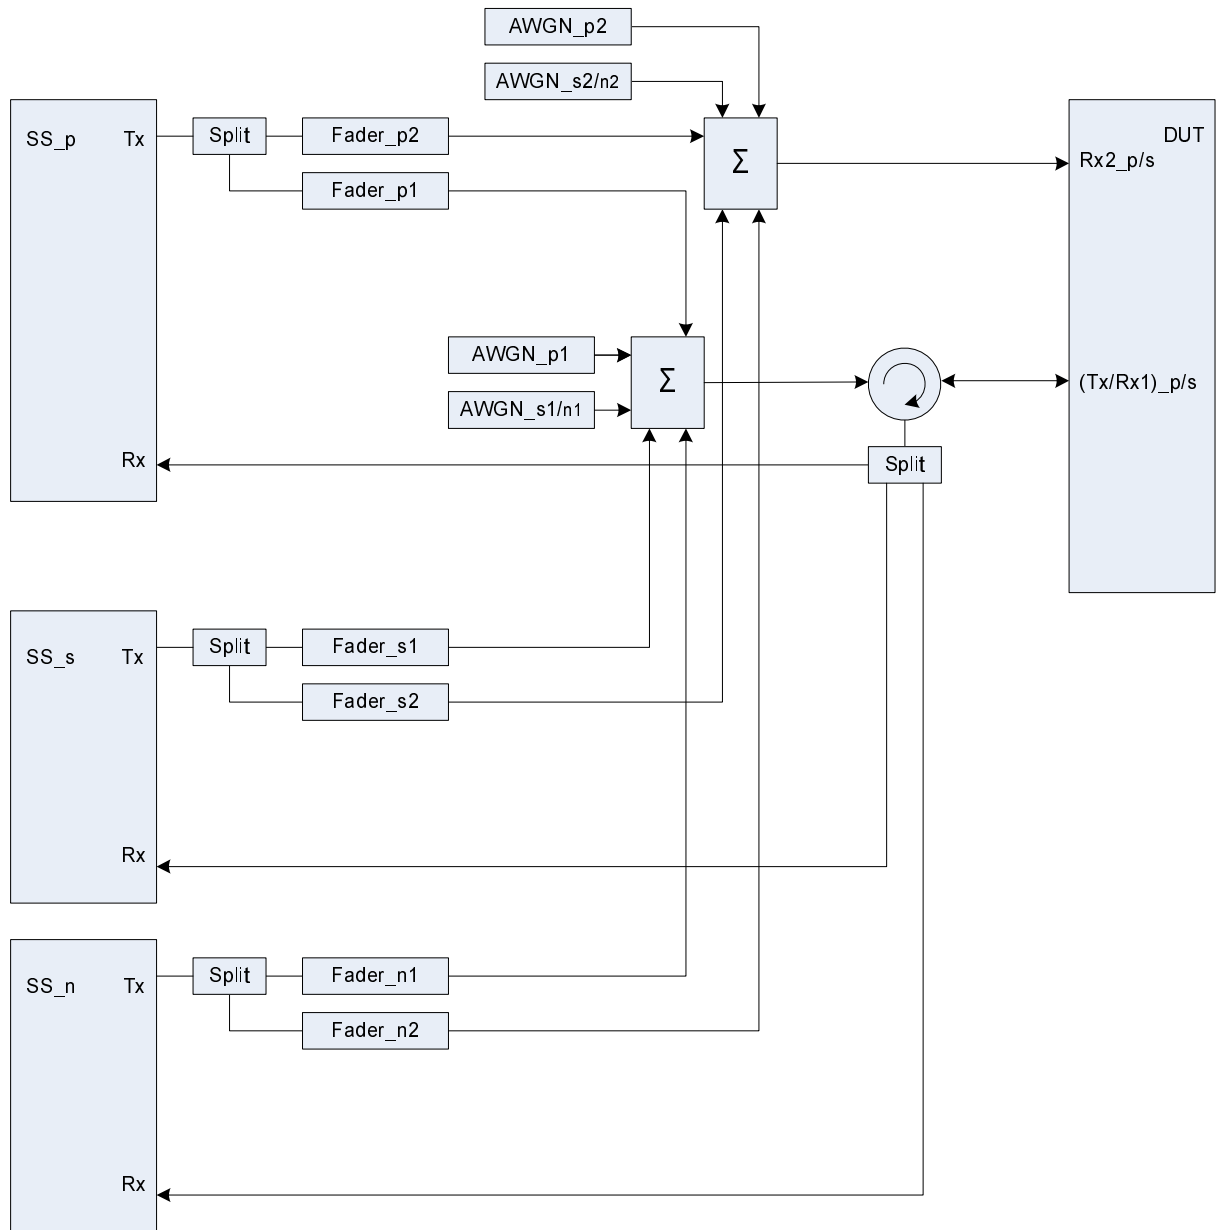 AWGN_p2
AWGN_s2/n2
SS_p
Tx
Split
Fader_p2
Σ
DUT
Rx2_p/s
Fader_p1
AWGN_p1
Σ
(Tx/Rx1)_p/s
AWGN_s1/n1
Rx
Split
SS_s
Tx
Split
Fader_s1
Fader_s2
Rx
SS_n
Tx
Split
Fader_n1
Fader_n2
Rx